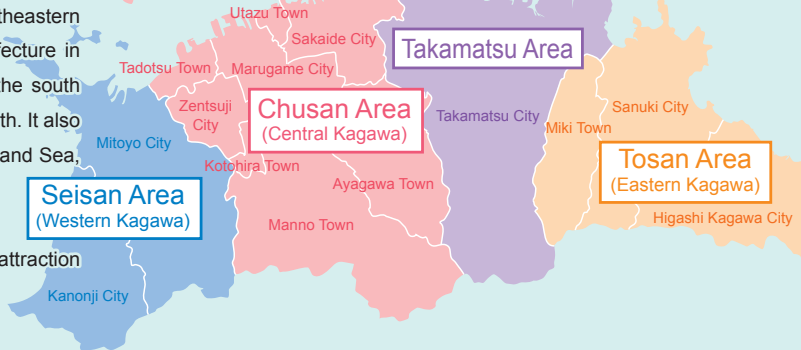 theastern
fecture in
the south
th. It also
and Sea,
attraction
Utazu Town
Sakaide City
Tadotsu Town
Marugame City
Zentsuji
City
Chusan Area
(Central Kagawa)
Kotohira Town
Ayagawa Town
Manno Town
Takamatsu Area
Takamatsu City
Miki Town
Sanuki City
Tosan Area
(Eastern Kagawa)
Higashi Kagawa City
Mitoyo City
Seisan Area
(Western Kagawa)
Kanonji City